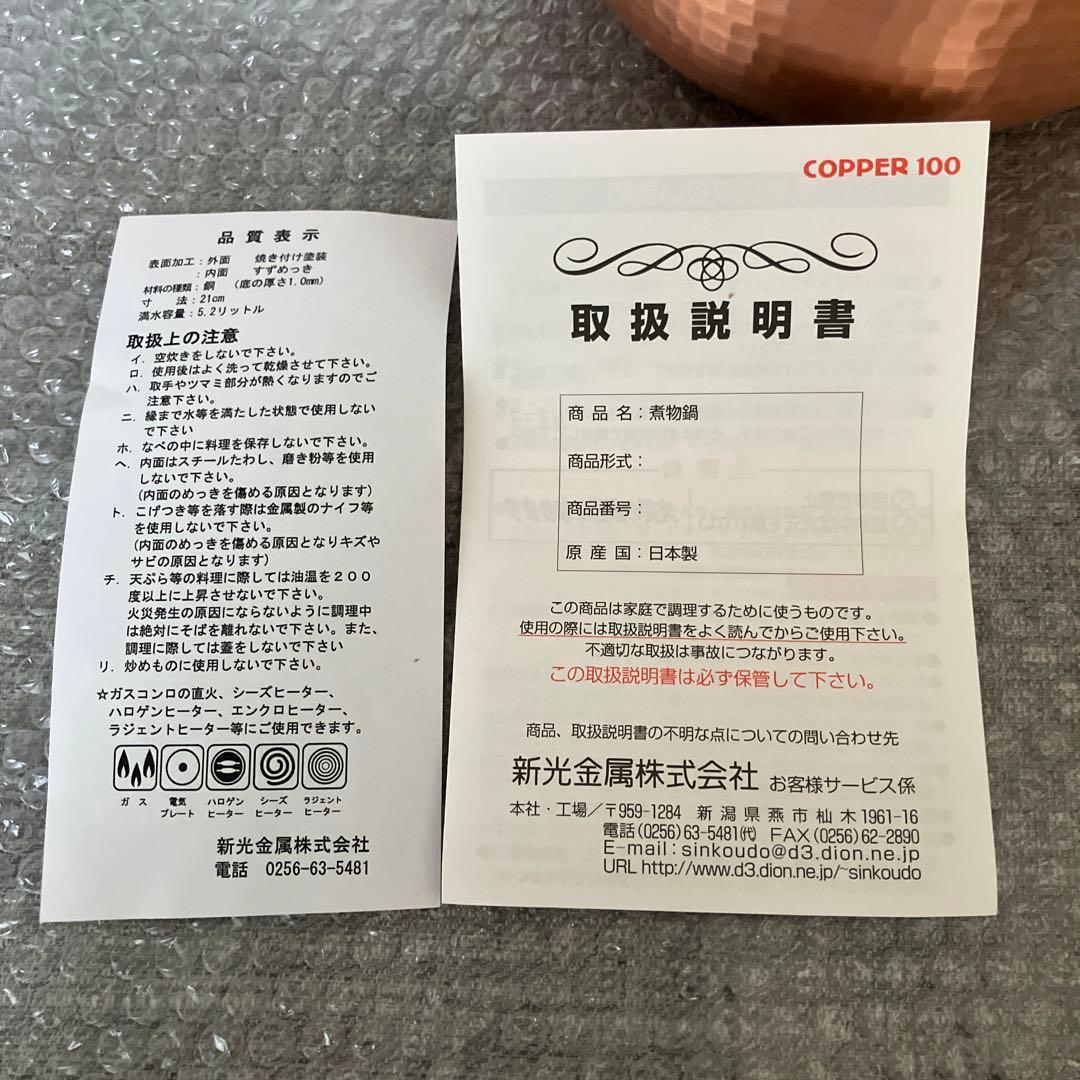 品質表示
表面加工：外面　焼き付け塗装
：内面　すずめっき
材料の種類：銅　（底の厚さ1.0mm）
寸　法：21cm
満水容量：5.2リットル
取扱上の注意
イ．空炊きをしないで下さい。
ロ．使用後はよく洗って乾燥させて下さい。
ハ．取手やツマミ部分が熱くなりますのでご
注意下さい。
ニ．縁まで水等を満たした状態で使用しない
で下さい
ホ．なべの中に料理を保存しないで下さい。
ヘ．内面はスチールたわし、磨き粉等を使用
しないで下さい。
（内面のめっきを傷める原因となります）
ト．こげつき等を落す際は金属製のナイフ等
を使用しないで下さい。
（内面のめっきを傷める原因となりキズや
サビの原因となります）
チ．天ぷら等の料理に際しては油温を２００
度以上に上昇させないで下さい。
火災発生の原因にならないように調理中
は絶対にそばを離れないで下さい。また、
調理に際しては蓋をしないで下さい
リ．炒めものに使用しないで下さい。
☆ガスコンロの直火、シーズヒーター、
ハロゲンヒーター、エンクロヒーター、
ラジェントヒーター等にご使用できます。
ガス　電気プレート　ハロゲンヒーター　シーズヒーター　ラジェントヒーター
新光金属株式会社
電話　0256-63-5481
COPPER 100
取扱説明書
商品名：煮物鍋
商品形式：
商品番号：
原産国：日本製
この商品は家庭で調理するために使うものです。
使用の際には取扱説明書をよく読んでからご使用下さい。
不適切な取扱は事故につながります。
この取扱説明書は必ず保管して下さい。
商品、取扱説明書の不明な点についての問い合わせ先
新光金属株式会社 お客様サービス係
本社・工場／〒959-1284　新潟県燕市杣木1961-16
電話(0256)63-5481㈹　FAX(0256)62-2890
E-mail：sinkoudo@d3.dion.ne.jp
URL http://www.d3.dion.ne.jp/~sinkoudo